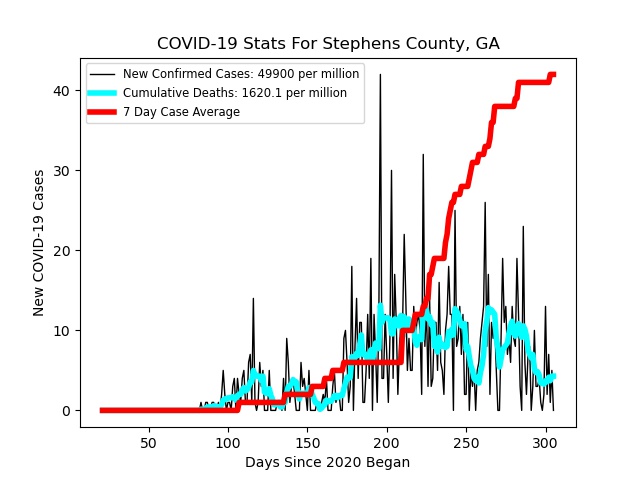 COVID-19 Stats For Stephens County, GA
New Confirmed Cases: 49900 per million
Cumulative Deaths: 1620.1 per million
7 Day Case Average
New COVID-19 Cases
40
30
20
10
0
50 100 150 200 250 300
Days Since 2020 Began